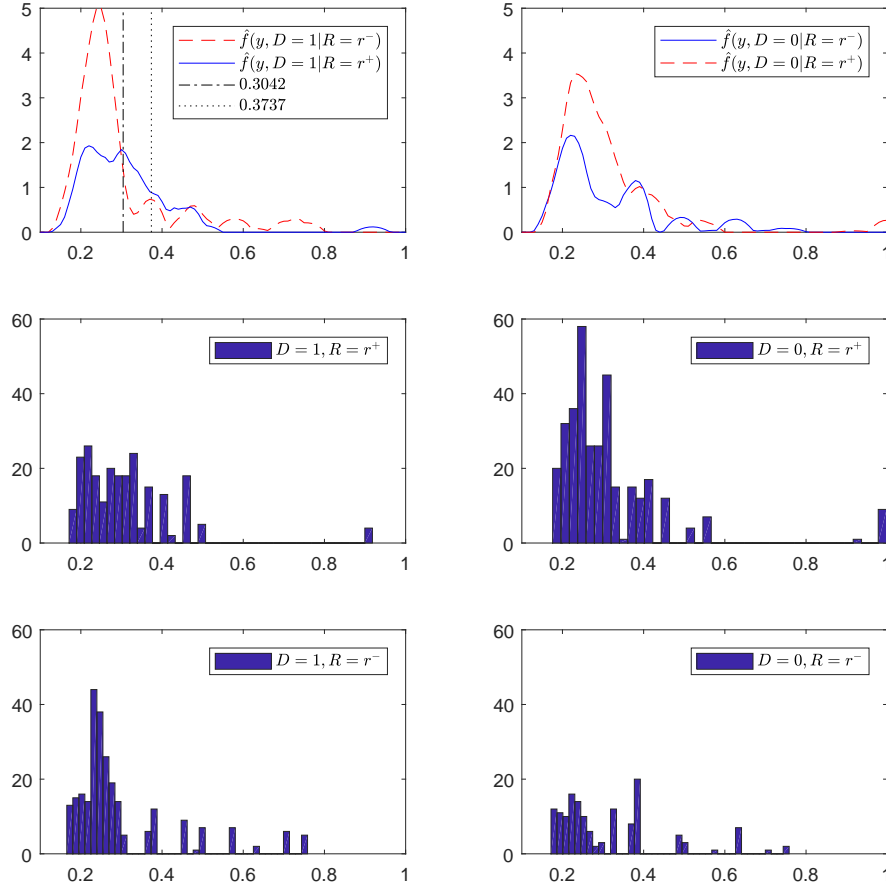 5
4
3
2
1
0
0.2 0.4 0.6 0.8 1
f̂(y, D = 1|R = r⁻)
f̂(y, D = 1|R = r⁺)
0.3042
0.3737
5
4
3
2
1
0
0.2 0.4 0.6 0.8 1
f̂(y, D = 0|R = r⁻)
f̂(y, D = 0|R = r⁺)
60
40
20
0
0.2 0.4 0.6 0.8 1
D = 1, R = r⁺
60
40
20
0
0.2 0.4 0.6 0.8 1
D = 0, R = r⁺
60
40
20
0
0.2 0.4 0.6 0.8 1
D = 1, R = r⁻
60
40
20
0
0.2 0.4 0.6 0.8 1
D = 0, R = r⁻